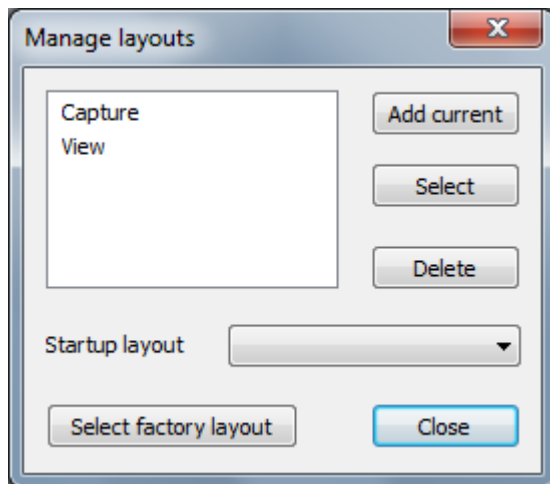 Manage layouts
Capture
View
Add current
Select
Delete
Startup layout
Select factory layout
Close